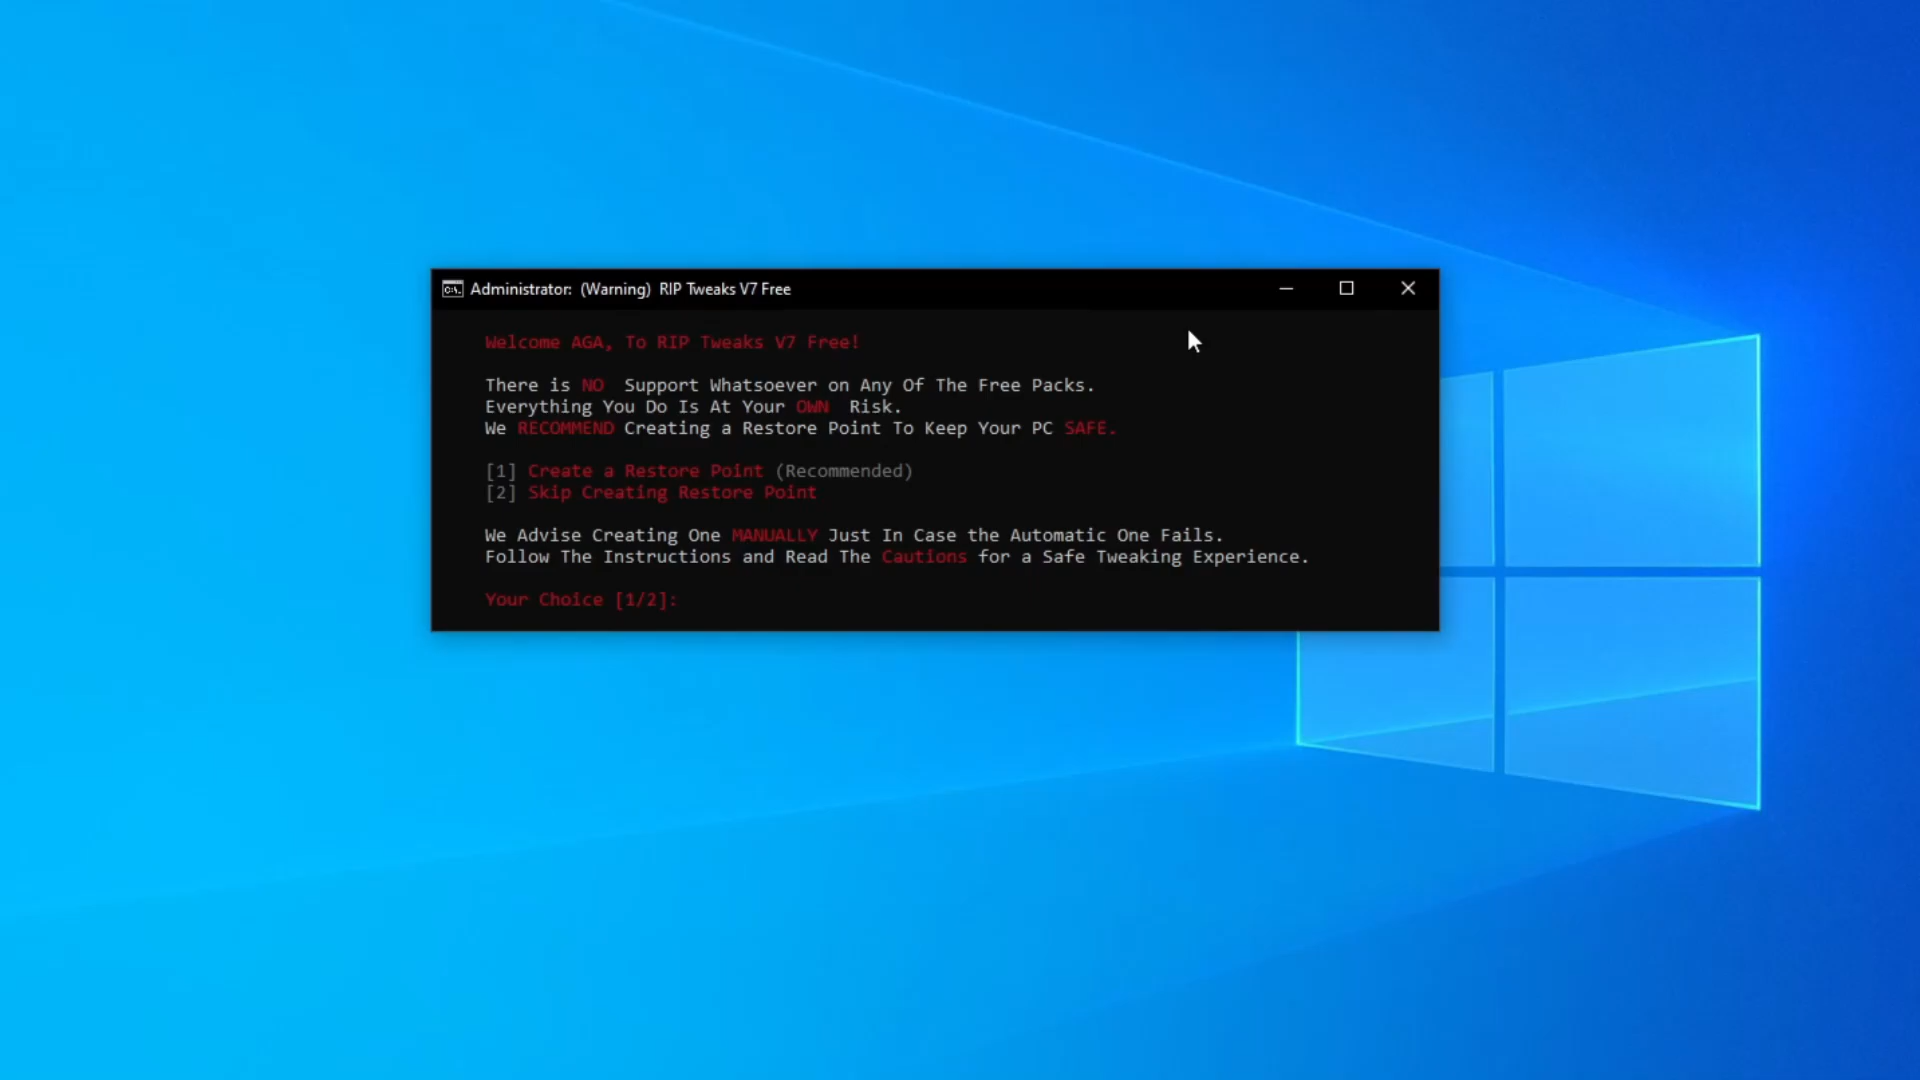 Administrator: (Warning) RIP Tweaks V7 Free
Welcome AGA, To RIP Tweaks V7 Free!
There is NO Support Whatsoever on Any Of The Free Packs.
Everything You Do Is At Your OWN Risk.
We RECOMMEND Creating a Restore Point To Keep Your PC SAFE.
[1] Create a Restore Point (Recommended)
[2] Skip Creating Restore Point
We Advise Creating One MANUALLY Just In Case the Automatic One Fails.
Follow The Instructions and Read The Cautions for a Safe Tweaking Experience.
Your Choice [1/2]: